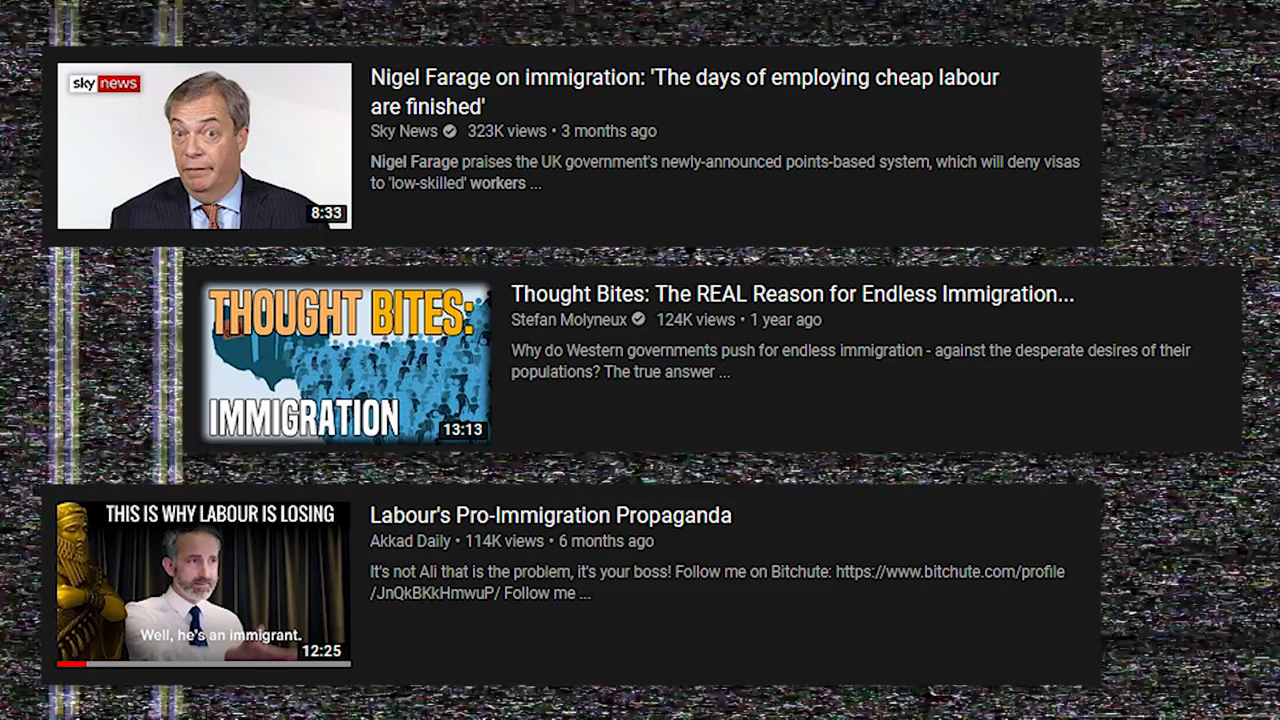 sky news
8:33
Nigel Farage on immigration: 'The days of employing cheap labour
are finished'
Sky News 323K views • 3 months ago
Nigel Farage praises the UK government's newly-announced points-based system, which will deny visas
to 'low-skilled' workers ...
THOUGHT BITES:
IMMIGRATION
13:13
Thought Bites: The REAL Reason for Endless Immigration...
Stefan Molyneux 124K views • 1 year ago
Why do Western governments push for endless immigration - against the desperate desires of their
populations? The true answer ...
THIS IS WHY LABOUR IS LOSING
Well, he's an immigrant.
12:25
Labour's Pro-Immigration Propaganda
Akkad Daily • 114K views • 6 months ago
It's not Ali that is the problem, it's your boss! Follow me on Bitchute: https://www.bitchute.com/profile
/JnQkBKkHmwuP/ Follow me ...